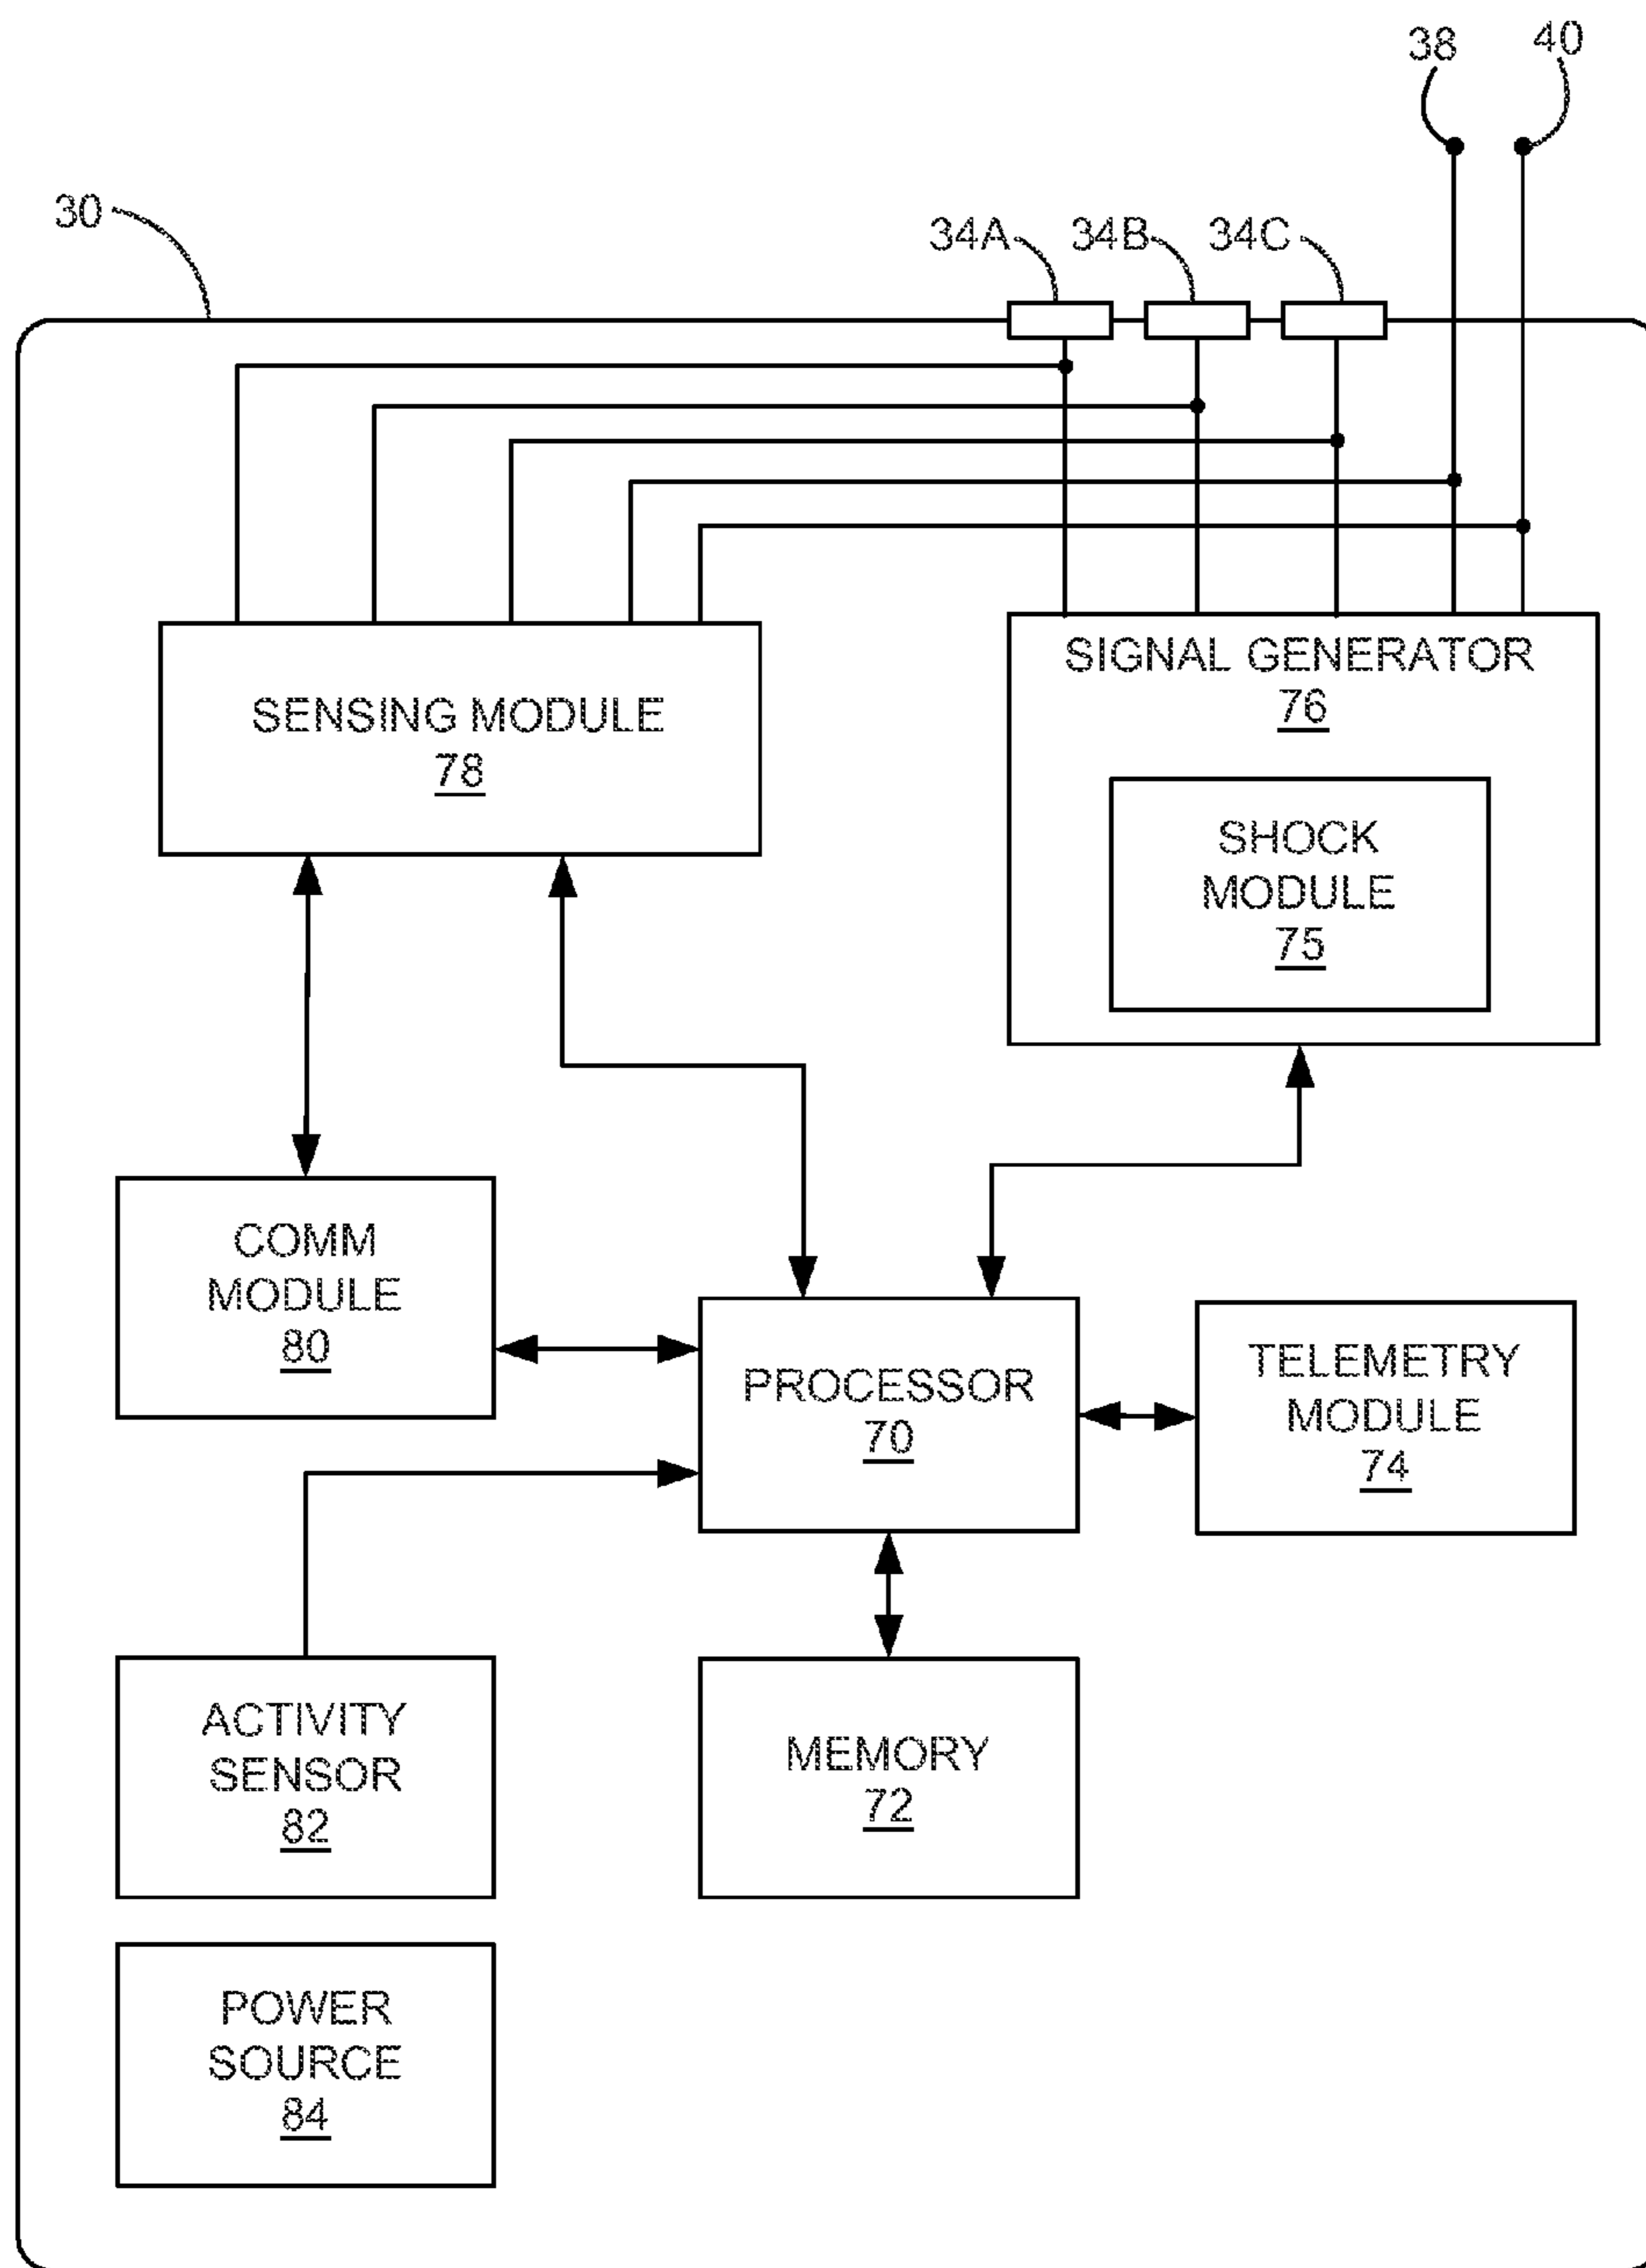 38
40
30
34A
34B
34C
SENSING MODULE
78
SIGNAL GENERATOR
76
SHOCK
MODULE
75
COMM
MODULE
80
PROCESSOR
70
TELEMETRY
MODULE
74
ACTIVITY
SENSOR
82
MEMORY
72
POWER
SOURCE
84